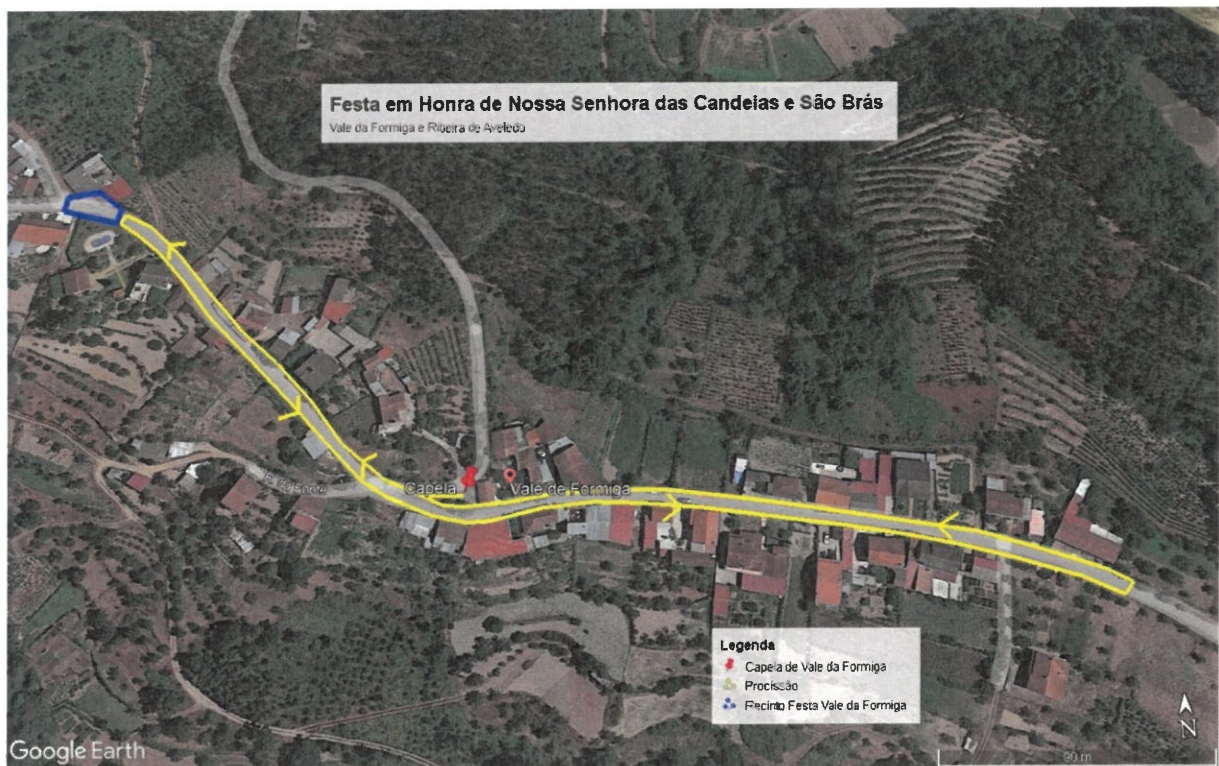 Festa em Honra de Nossa Senhora das Candeias e São Brás
Vale da Formiga e Ribeira de Aveledo
Capela
Vale de Formiga
Legenda
Capela de Vale da Formiga
Procissão
Recinto Festa Vale da Formiga
N
Google Earth
90 m